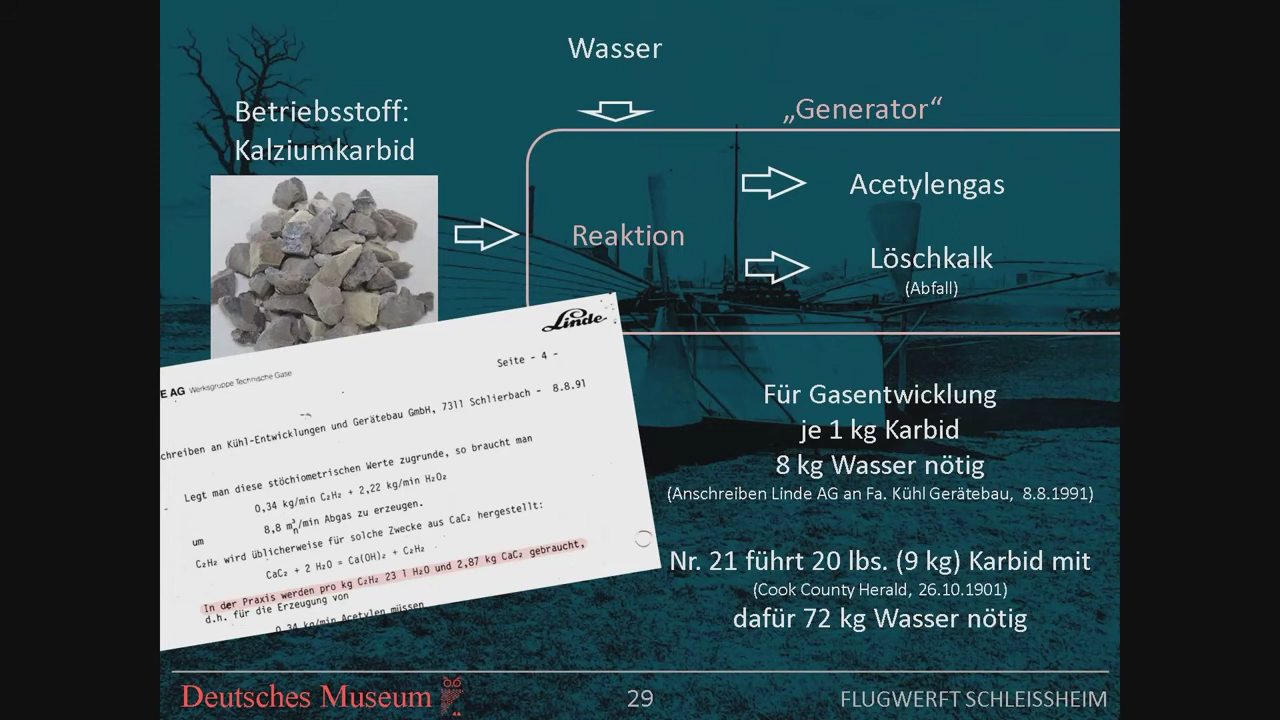 Wasser
Betriebsstoff:
Kalziumkarbid
„Generator“
Reaktion
Acetylengas
Löschkalk
(Abfall)
Linde
E AG Werksgruppe Technische Gase
Seite - 4 -
schreiben an Kühl-Entwicklungen und Gerätebau GmbH, 7311 Schlierbach - 8.8.91
Legt man diese stöchiometrischen Werte zugrunde, so braucht man
0,34 kg/min C₂H₂ + 2,22 kg/min H₂O₂
um
8,8 m³ₙ/min Abgas zu erzeugen.
C₂H₂ wird üblicherweise für solche Zwecke aus CaC₂ hergestellt:
CaC₂ + 2 H₂O = Ca(OH)₂ + C₂H₂
In der Praxis werden pro kg C₂H₂ 23 l H₂O und 2,87 kg CaC₂ gebraucht,
d.h. für die Erzeugung von
0,34 kg/min Acetylen müssen
Für Gasentwicklung
je 1 kg Karbid
8 kg Wasser nötig
(Anschreiben Linde AG an Fa. Kühl Gerätebau, 8.8.1991)
Nr. 21 führt 20 lbs. (9 kg) Karbid mit
(Cook County Herald, 26.10.1901)
dafür 72 kg Wasser nötig
Deutsches Museum
29
FLUGWERFT SCHLEISSHEIM